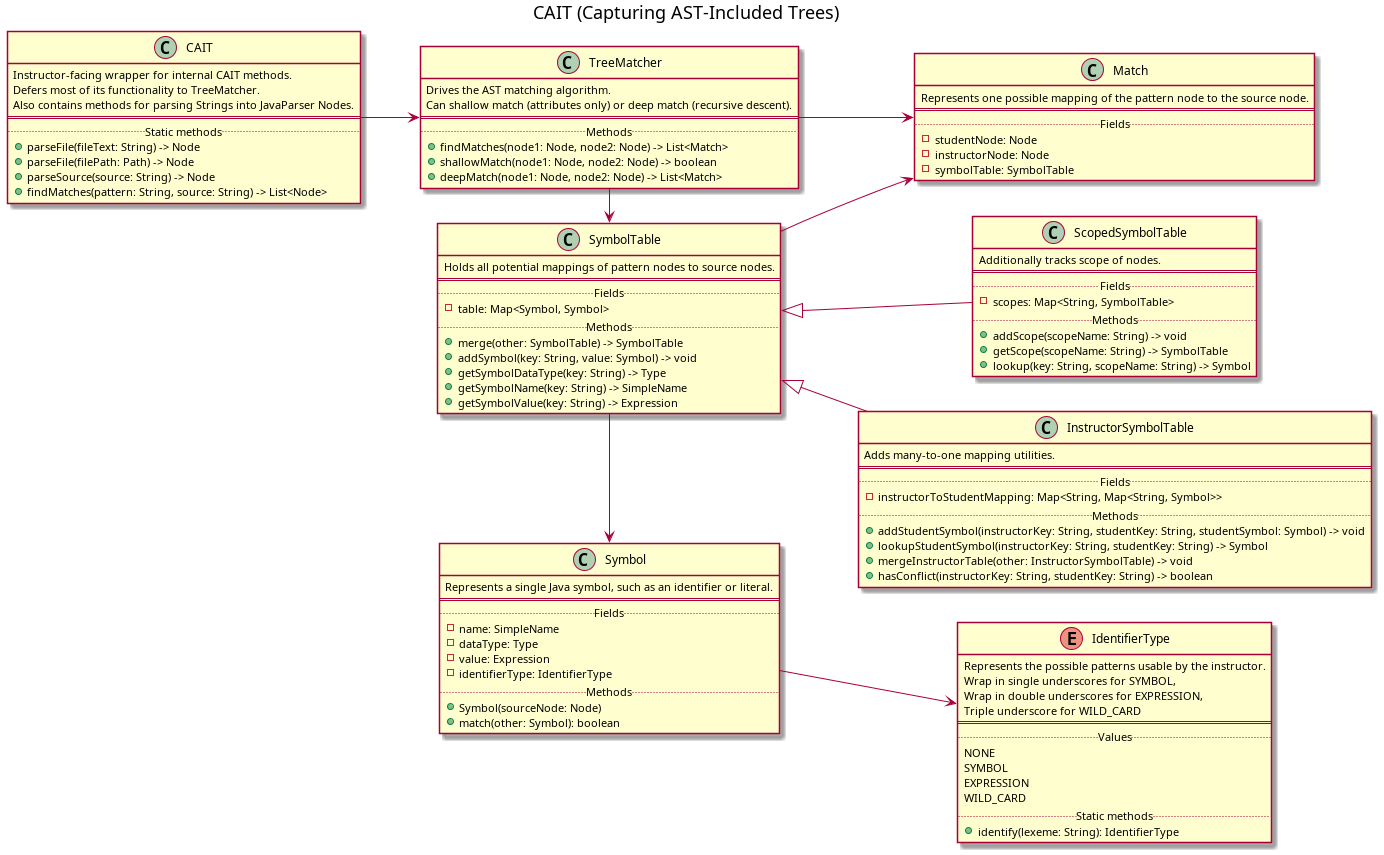 CAIT (Capturing AST-Included Trees)
C CAIT
Instructor-facing wrapper for internal CAIT methods.
Defers most of its functionality to TreeMatcher.
Also contains methods for parsing Strings into JavaParser Nodes.
Static methods
parseFile(fileText: String) -> Node
parseFile(filePath: Path) -> Node
parseSource(source: String) -> Node
findMatches(pattern: String, source: String) -> List<Node>
C TreeMatcher
Drives the AST matching algorithm.
Can shallow match (attributes only) or deep match (recursive descent).
Methods
findMatches(node1: Node, node2: Node) -> List<Match>
shallowMatch(node1: Node, node2: Node) -> boolean
deepMatch(node1: Node, node2: Node) -> List<Match>
C Match
Represents one possible mapping of the pattern node to the source node.
Fields
studentNode: Node
instructorNode: Node
symbolTable: SymbolTable
C SymbolTable
Holds all potential mappings of pattern nodes to source nodes.
Fields
table: Map<Symbol, Symbol>
Methods
merge(other: SymbolTable) -> SymbolTable
addSymbol(key: String, value: Symbol) -> void
getSymbolDataType(key: String) -> Type
getSymbolName(key: String) -> SimpleName
getSymbolValue(key: String) -> Expression
C ScopedSymbolTable
Additionally tracks scope of nodes.
Fields
scopes: Map<String, SymbolTable>
Methods
addScope(scopeName: String) -> void
getScope(scopeName: String) -> SymbolTable
lookup(key: String, scopeName: String) -> Symbol
C InstructorSymbolTable
Adds many-to-one mapping utilities.
Fields
instructorToStudentMapping: Map<String, Map<String, Symbol>>
Methods
addStudentSymbol(instructorKey: String, studentKey: String, studentSymbol: Symbol) -> void
lookupStudentSymbol(instructorKey: String, studentKey: String) -> Symbol
mergeInstructorTable(other: InstructorSymbolTable) -> void
hasConflict(instructorKey: String, studentKey: String) -> boolean
C Symbol
Represents a single Java symbol, such as an identifier or literal.
Fields
name: SimpleName
dataType: Type
value: Expression
identifierType: IdentifierType
Methods
Symbol(sourceNode: Node)
match(other: Symbol): boolean
E IdentifierType
Represents the possible patterns usable by the instructor.
Wrap in single underscores for SYMBOL,
Wrap in double underscores for EXPRESSION,
Triple underscore for WILD_CARD
Values
NONE
SYMBOL
EXPRESSION
WILD_CARD
Static methods
identify(lexeme: String): IdentifierType